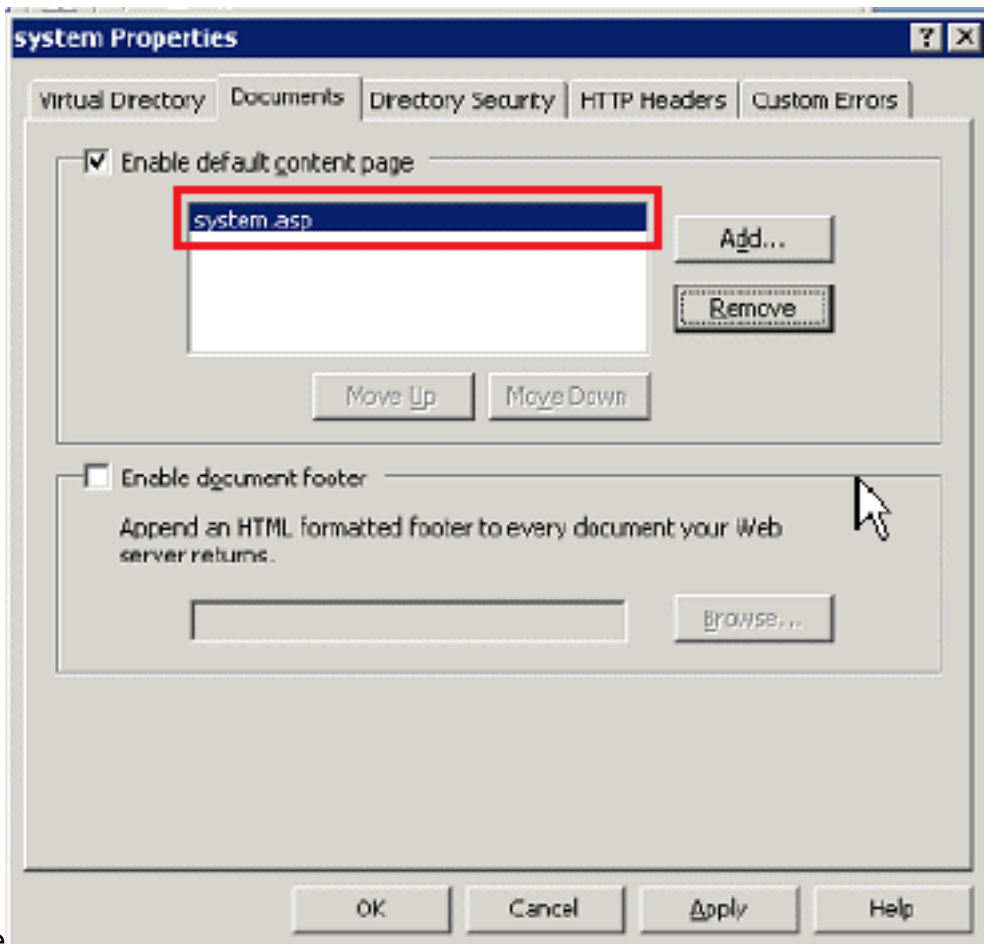 system Properties
Virtual Directory Documents Directory Security HTTP Headers Custom Errors
Enable default content page
system.asp
Add...
Remove
Move Up Move Down
Enable document footer
Append an HTML formatted footer to every document your Web
server returns.
Browse...
OK Cancel Apply Help
e